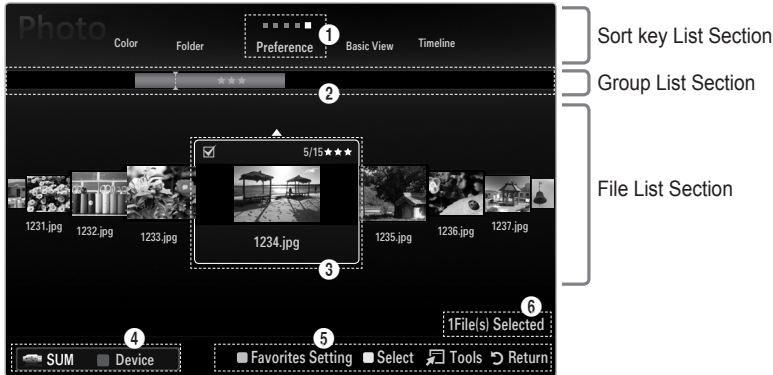 Photo
Color
Folder
Preference
Basic View
Timeline
1
Sort key List Section
★★★
2
Group List Section
5/15★★★
1231.jpg
1232.jpg
1233.jpg
1234.jpg
1235.jpg
1236.jpg
1237.jpg
3
File List Section
6
1File(s) Selected
4
5
SUM
Device
Favorites Setting
Select
Tools
Return